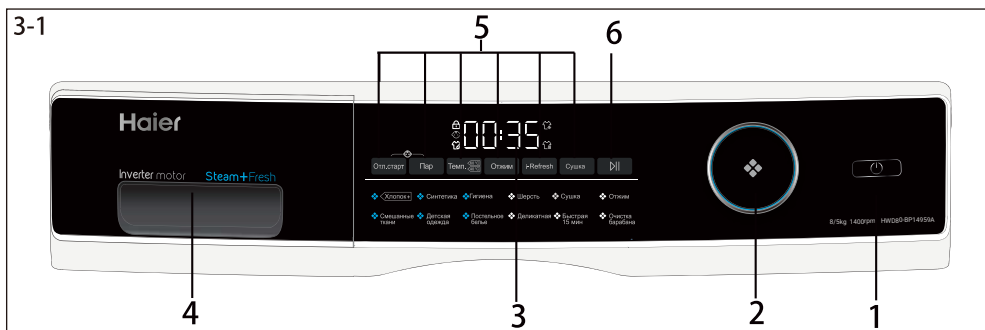 3-1
5
6
Haier
00:35
Inverter motor Steam+Fresh
Отл.старт Пар Темп. Отжим i-Refresh Сушка
Хлопок+ Синтетика Гигиена Шерсть Сушка Отжим
Смешанные ткани Детская одежда Постельное белье Деликатная Быстрая 15 мин Очистка барабана
8/5kg 1400rpm HWD80-BP14959A
4
3
2
1